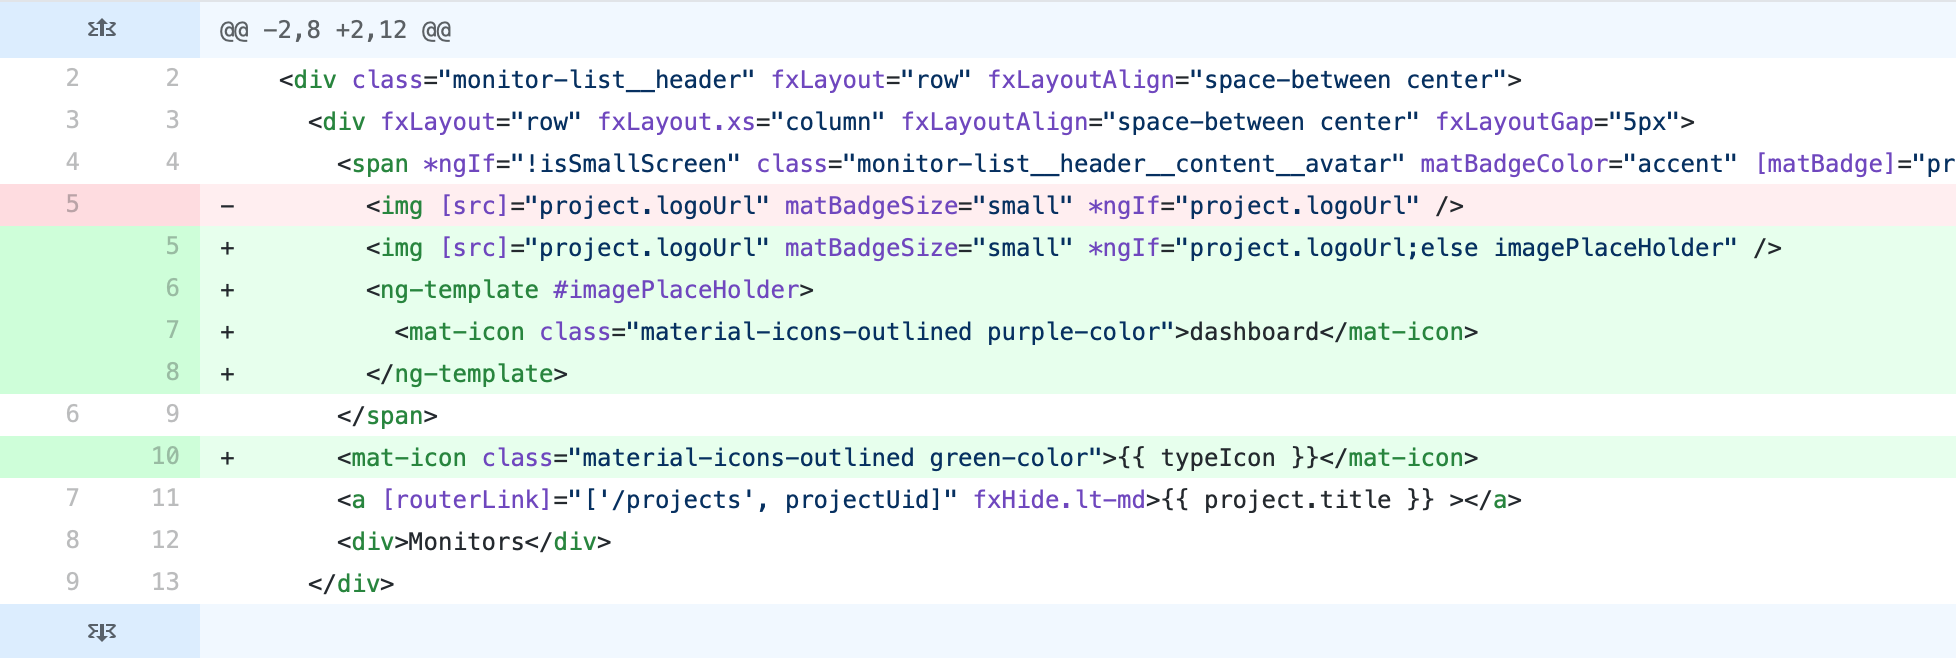 @@ -2,8 +2,12 @@
2 2 <div class="monitor-list__header" fxLayout="row" fxLayoutAlign="space-between center">
3 3 <div fxLayout="row" fxLayout.xs="column" fxLayoutAlign="space-between center" fxLayoutGap="5px">
4 4 <span *ngIf="!isSmallScreen" class="monitor-list__header__content__avatar" matBadgeColor="accent" [matBadge]="pr
5 - <img [src]="project.logoUrl" matBadgeSize="small" *ngIf="project.logoUrl" />
5 + <img [src]="project.logoUrl" matBadgeSize="small" *ngIf="project.logoUrl;else imagePlaceHolder" />
6 + <ng-template #imagePlaceHolder>
7 + <mat-icon class="material-icons-outlined purple-color">dashboard</mat-icon>
8 + </ng-template>
6 9 </span>
10 + <mat-icon class="material-icons-outlined green-color">{{ typeIcon }}</mat-icon>
7 11 <a [routerLink]="['/projects', projectUid]" fxHide.lt-md>{{ project.title }} ></a>
8 12 <div>Monitors</div>
9 13 </div>